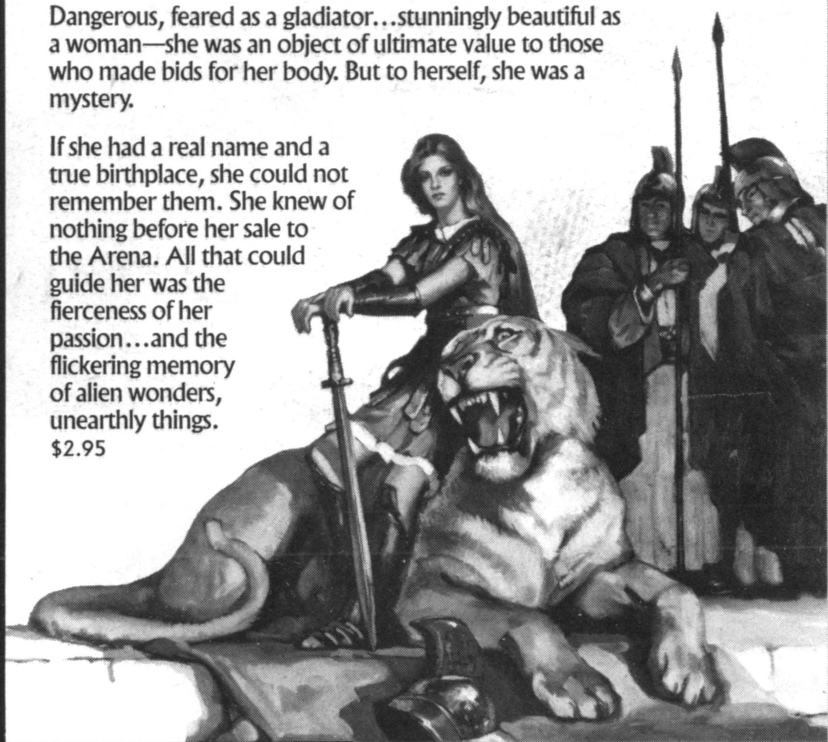 Dangerous, feared as a gladiator…stunningly beautiful as
a woman—she was an object of ultimate value to those
who made bids for her body. But to herself, she was a
mystery.
If she had a real name and a
true birthplace, she could not
remember them. She knew of
nothing before her sale to
the Arena. All that could
guide her was the
fierceness of her
passion…and the
flickering memory
of alien wonders,
unearthly things.
$2.95